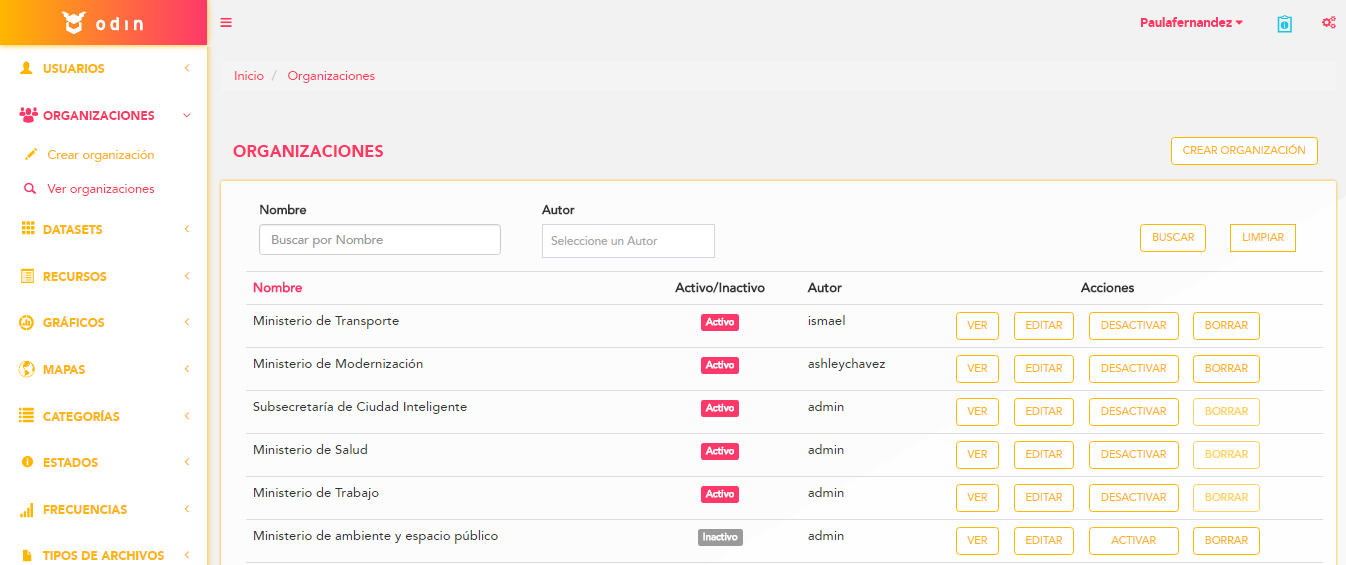 odin
Paulafernandez
USUARIOS
ORGANIZACIONES
Crear organización
Ver organizaciones
DATASETS
RECURSOS
GRÁFICOS
MAPAS
CATEGORÍAS
ESTADOS
FRECUENCIAS
TIPOS DE ARCHIVOS
Inicio / Organizaciones
ORGANIZACIONES
CREAR ORGANIZACIÓN
Nombre Autor
Buscar por Nombre Seleccione un Autor BUSCAR LIMPIAR
Nombre Activo/Inactivo Autor Acciones
Ministerio de Transporte Activo ismael VER EDITAR DESACTIVAR BORRAR
Ministerio de Modernización Activo ashleychavez VER EDITAR DESACTIVAR BORRAR
Subsecretaría de Ciudad Inteligente Activo admin VER EDITAR DESACTIVAR BORRAR
Ministerio de Salud Activo admin VER EDITAR DESACTIVAR BORRAR
Ministerio de Trabajo Activo admin VER EDITAR DESACTIVAR BORRAR
Ministerio de ambiente y espacio público Inactivo admin VER EDITAR ACTIVAR BORRAR